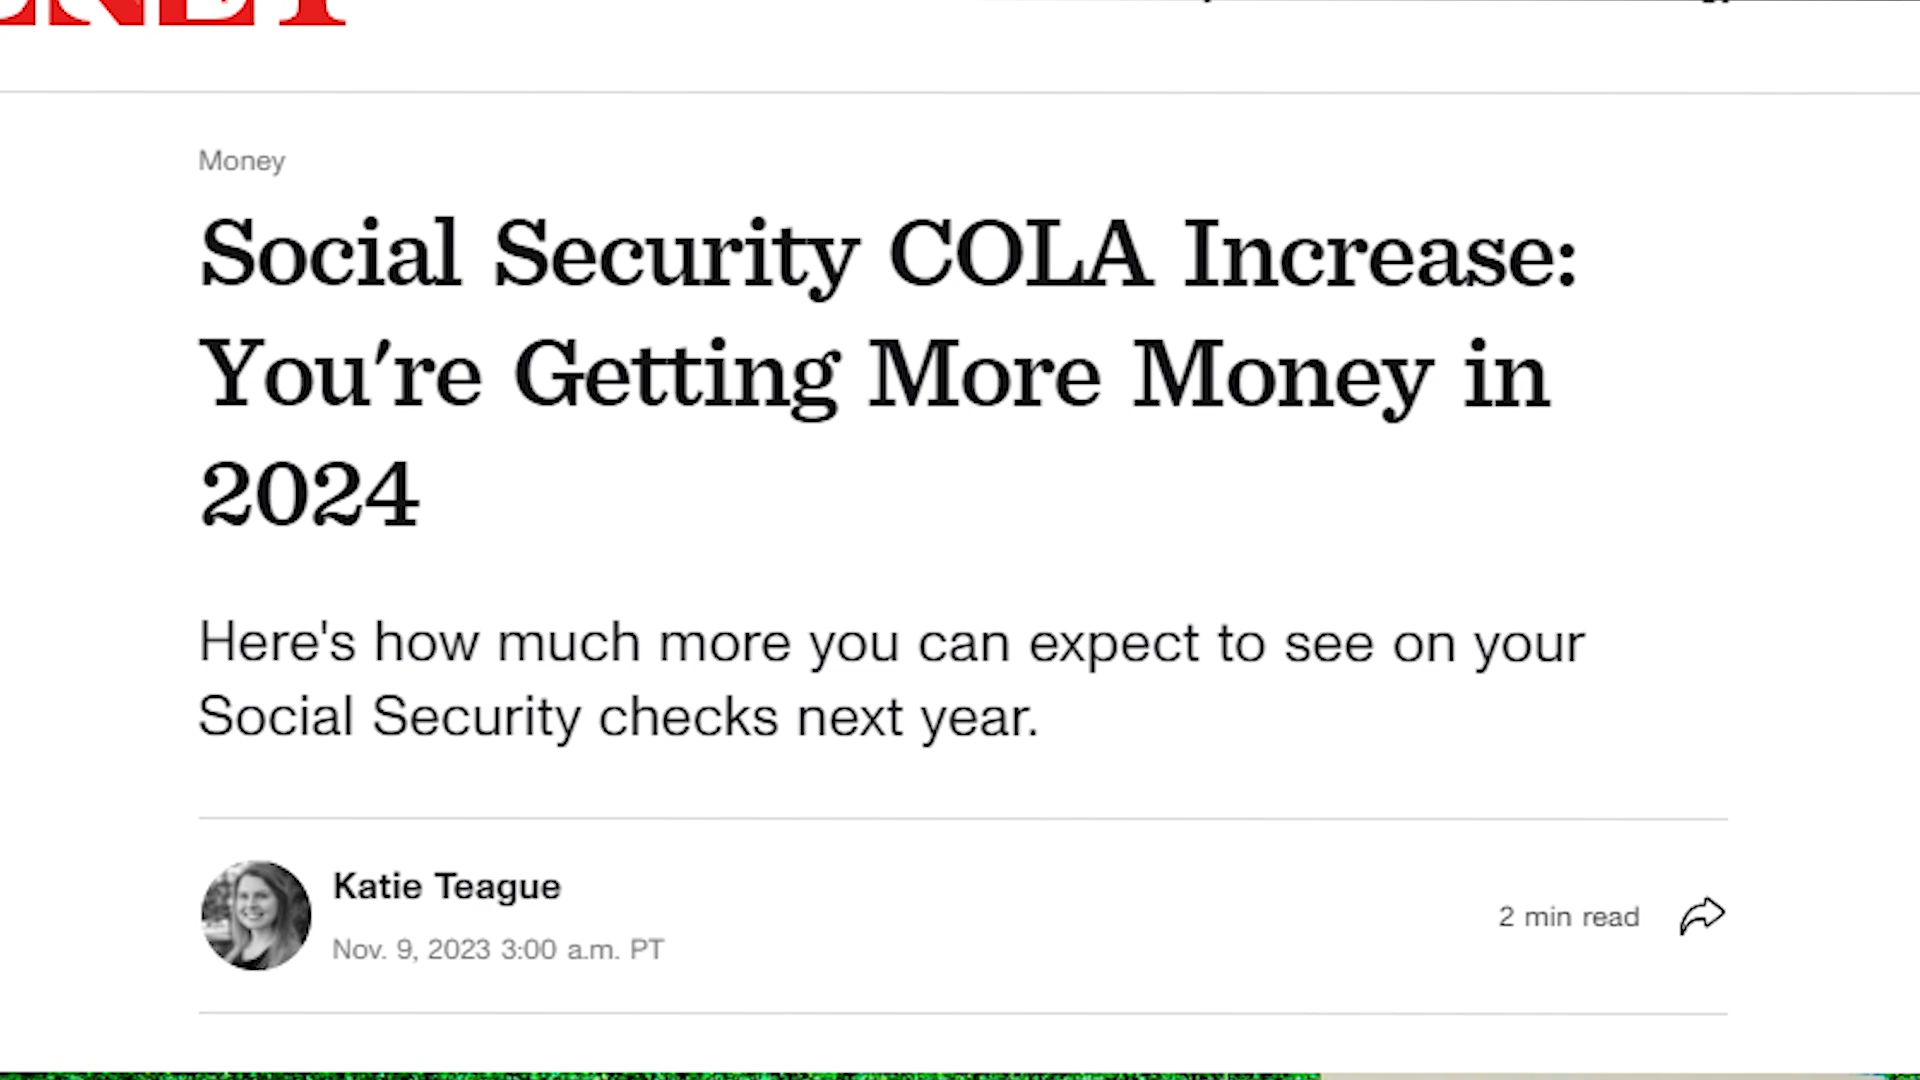 Money
Social Security COLA Increase:
You're Getting More Money in
2024
Here's how much more you can expect to see on your
Social Security checks next year.
Katie Teague
2 min read
Nov. 9, 2023 3:00 a.m. PT